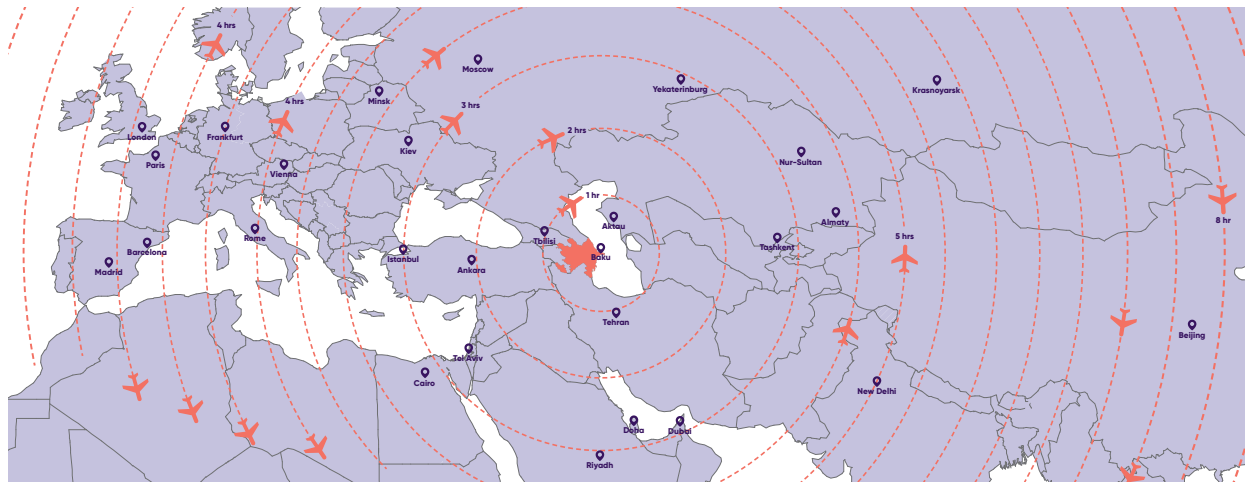 4 hrs
Moscow
Yekaterinburg
Krasnoyarsk
Minsk
4 hrs
3 hrs
London
Frankfurt
2 hrs
Kiev
Paris
Nur-Sultan
Vienna
1 hr
Aktau
Almaty
8 hr
Rome
Tbilisi
Tashkent
5 hrs
Barcelona
Istanbul
Baku
Madrid
Ankara
Tehran
Beijing
Tel Aviv
Cairo
New Delhi
Doha
Dubai
Riyadh